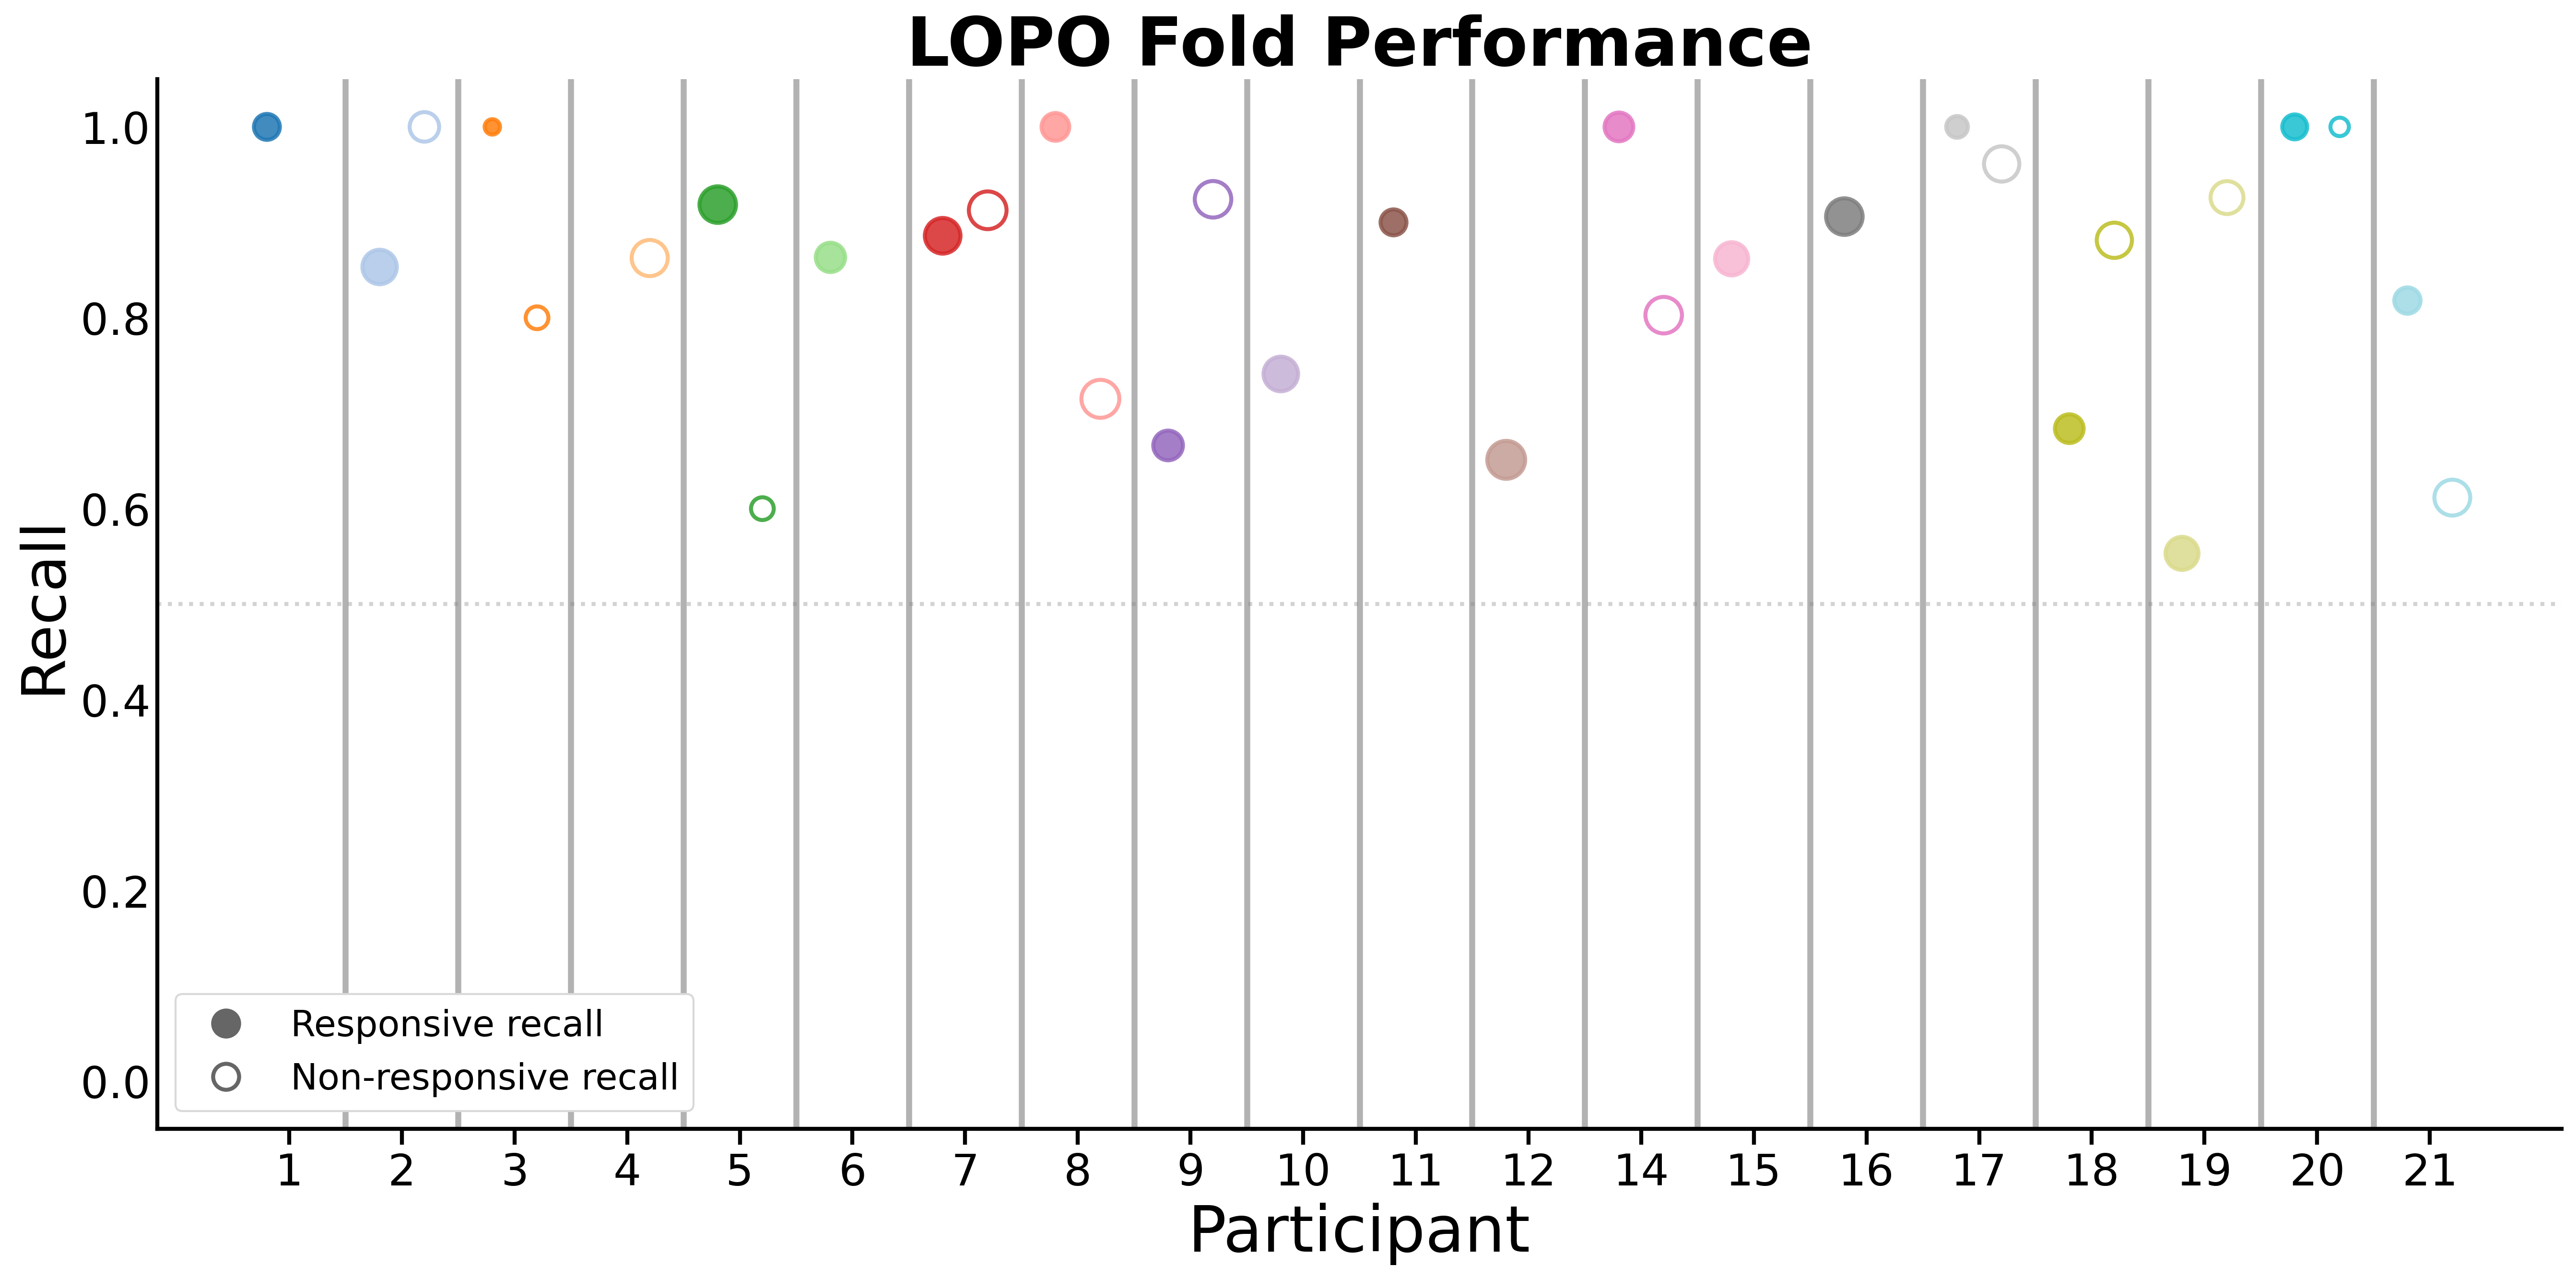 LOPO Fold Performance
Recall
1.0
0.8
0.6
0.4
0.2
0.0
Responsive recall
Non-responsive recall
1 2 3 4 5 6 7 8 9 10 11 12 14 15 16 17 18 19 20 21
Participant